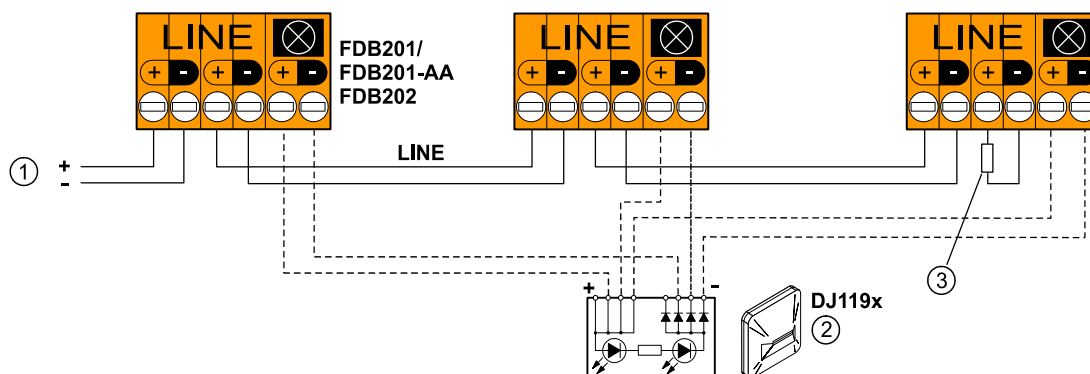 LINE
+ - + - + -
FDB201/
FDB201-AA
FDB202
LINE
+ - + - + -
LINE
+ - + - + -
1
+
-
LINE
3
+ -
DJ119x
2